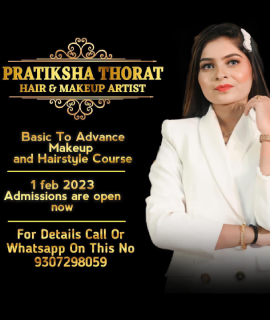 PRATIKSHA THORAT
HAIR & MAKEUP ARTIST
Basic To Advance
Makeup
and Hairstyle Course
1 feb 2023
Admissions are open
now
For Details Call Or
Whatsapp On This No
9307298059